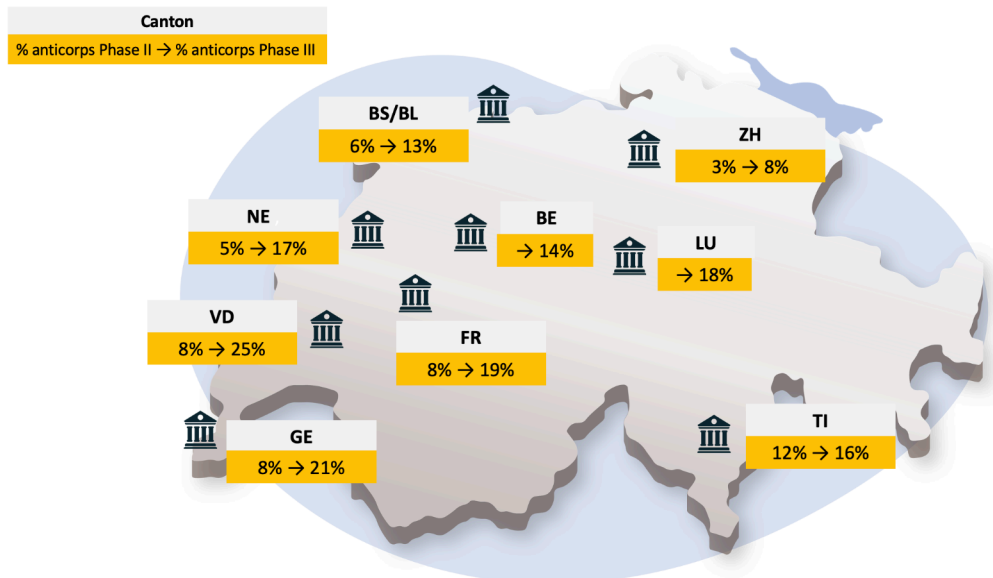 Canton
% anticorps Phase II → % anticorps Phase III
BS/BL
6% → 13%
ZH
3% → 8%
NE
5% → 17%
BE
→ 14%
LU
→ 18%
VD
8% → 25%
FR
8% → 19%
GE
8% → 21%
TI
12% → 16%